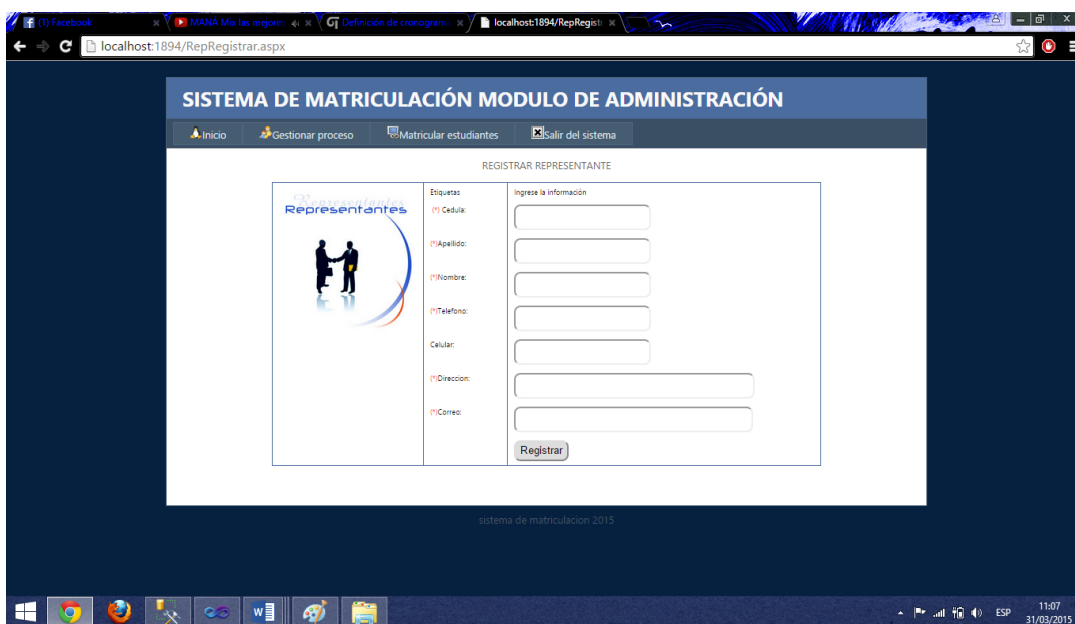 (1) Facebook
MANÁ Mix las mejores
Definición de cronograma
localhost:1894/RepRegistr
localhost:1894/RepRegistrar.aspx
SISTEMA DE MATRICULACIÓN MODULO DE ADMINISTRACIÓN
Inicio Gestionar proceso Matricular estudiantes Salir del sistema
REGISTRAR REPRESENTANTE
Representantes
Representantes
Etiquetas Ingrese la información
(*) Cedula:
(*)Apellido:
(*)Nombre:
(*)Telefono:
Celular:
(*)Direccion:
(*)Correo:
Registrar
sistema de matriculacion 2015
ESP
11:07
31/03/2015